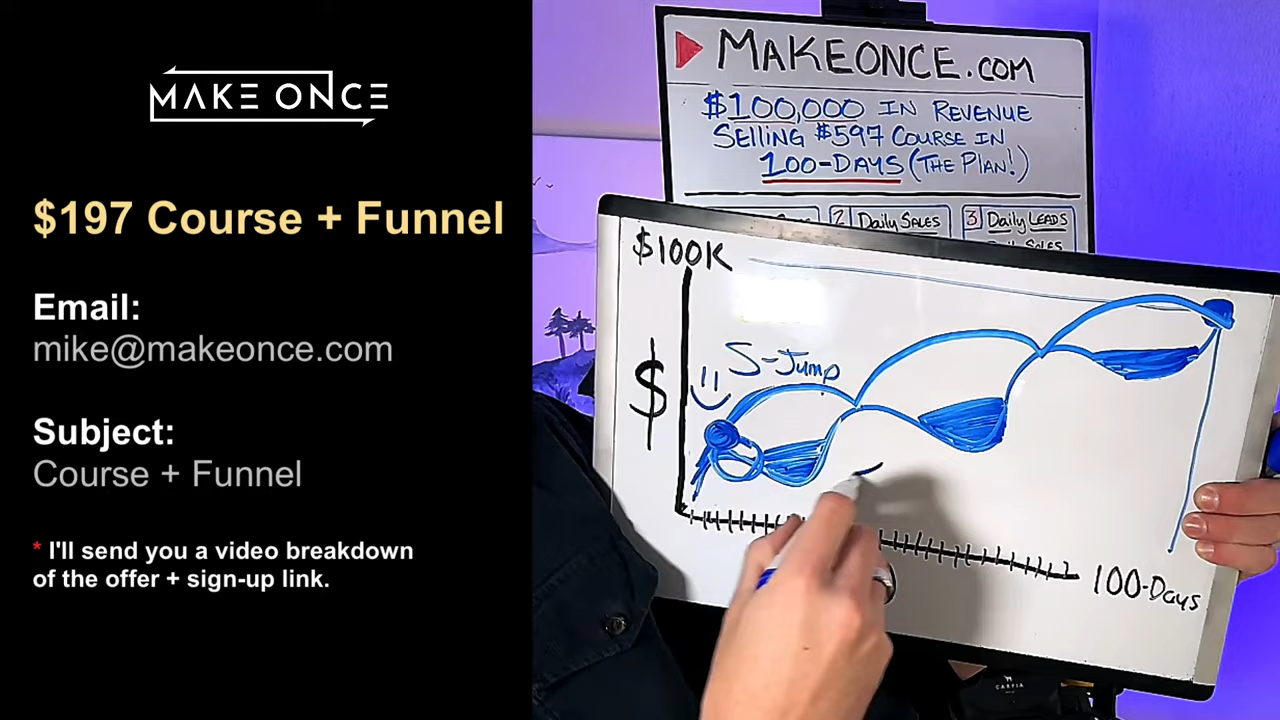 MAKE ONCE
$197 Course + Funnel
Email:
mike@makeonce.com
Subject:
Course + Funnel
* I'll send you a video breakdown
of the offer + sign-up link.
MAKEONCE.COM
$100,000 IN REVENUE
SELLING $597 COURSE IN
100-DAYS (THE PLAN!)
2 Daily SALES
3 Daily LEADS
$100K
S-Jump
$
100-Days
CARPIA